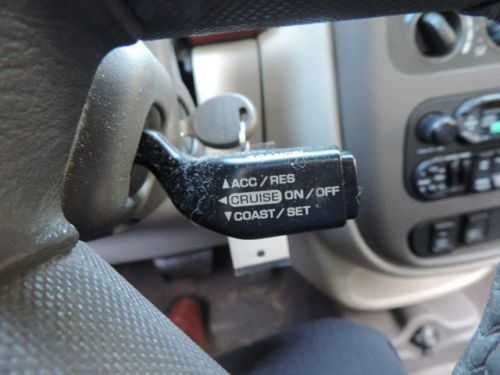 ▲ ACC / RES
◀ CRUISE ON / OFF
▼ COAST / SET